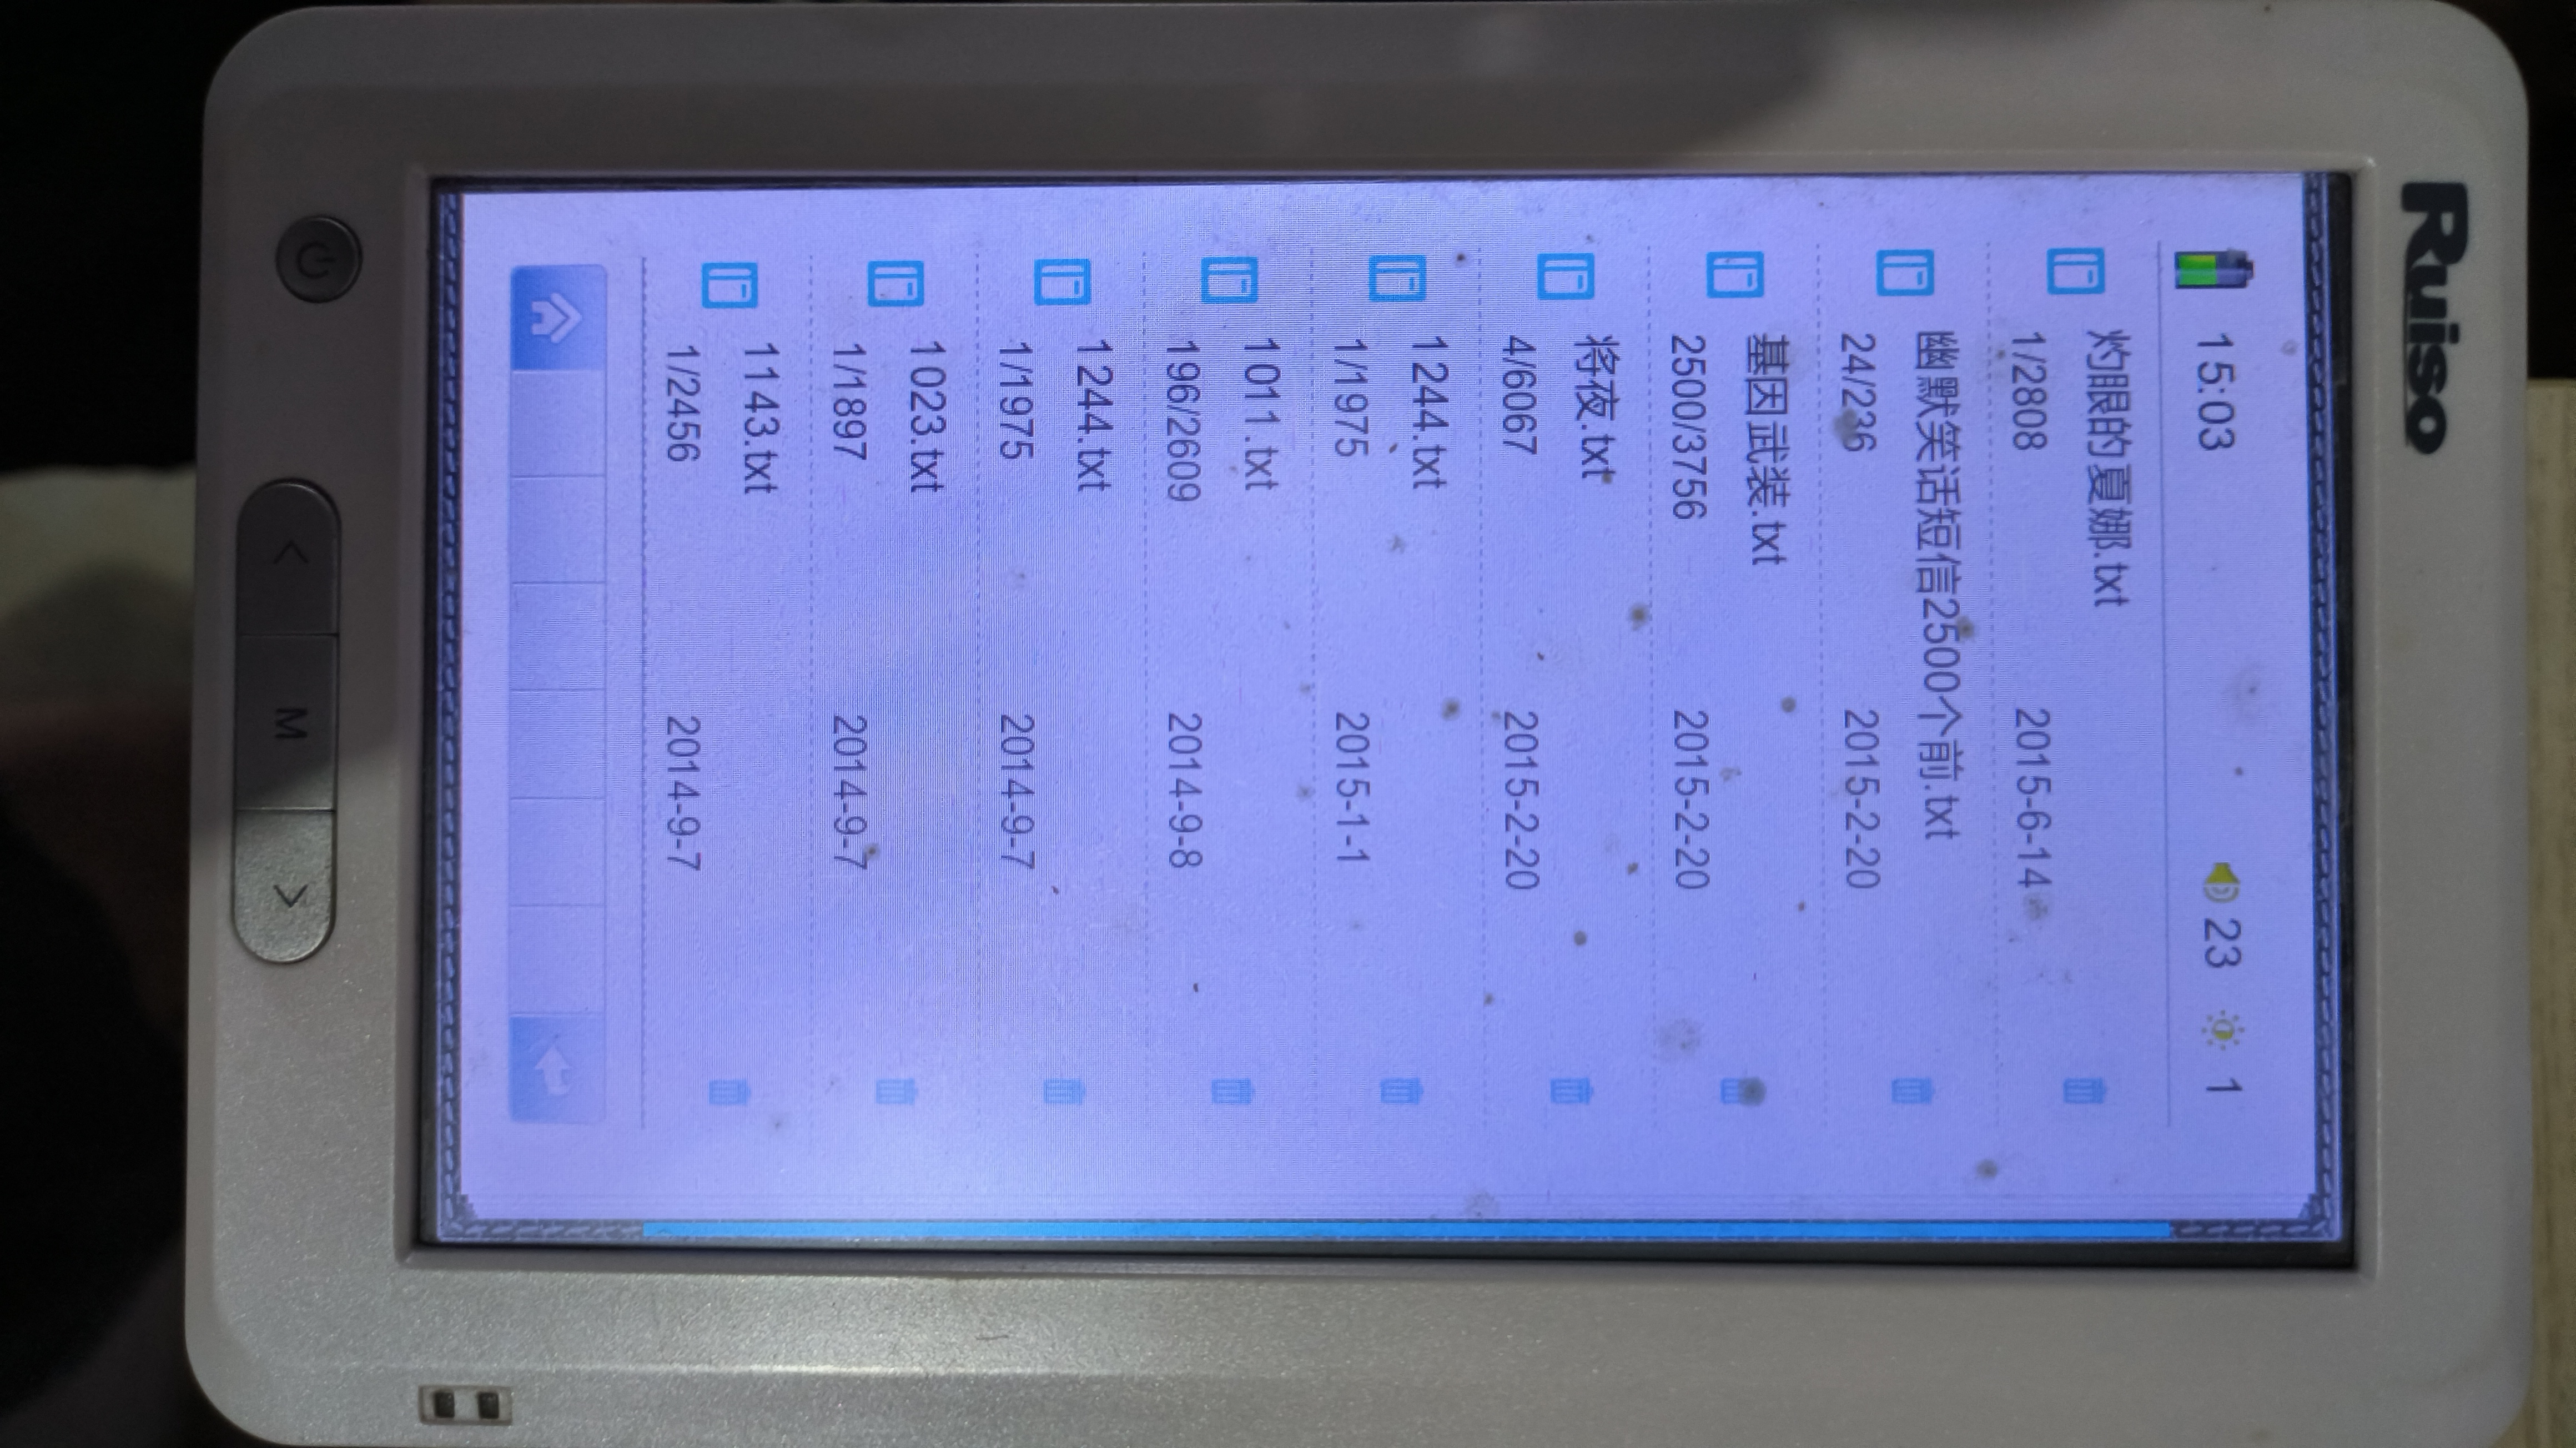 Ruiso
15:03 23 1
灼眼的夏娜.txt
1/2808 2015-6-14
幽默笑话短信2500个前.txt
24/236 2015-2-20
基因武装.txt
2500/3756 2015-2-20
将夜.txt
4/6067 2015-2-20
1244.txt
1/1975 2015-1-1
1011.txt
196/2609 2014-9-8
1244.txt
1/1975 2014-9-7
1023.txt
1/1897 2014-9-7
1143.txt
1/2456 2014-9-7
< M >